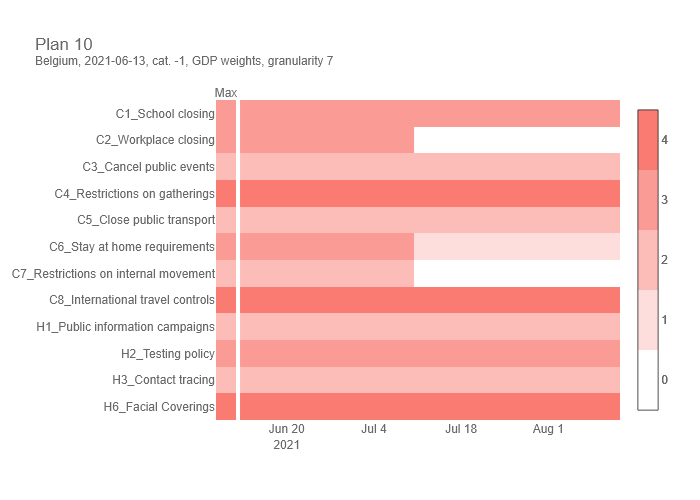 Plan 10
Belgium, 2021-06-13, cat. -1, GDP weights, granularity 7
Max
C1_School closing
C2_Workplace closing
C3_Cancel public events
C4_Restrictions on gatherings
C5_Close public transport
C6_Stay at home requirements
C7_Restrictions on internal movement
C8_International travel controls
H1_Public information campaigns
H2_Testing policy
H3_Contact tracing
H6_Facial Coverings
Jun 20 Jul 4 Jul 18 Aug 1
2021
4
3
2
1
0